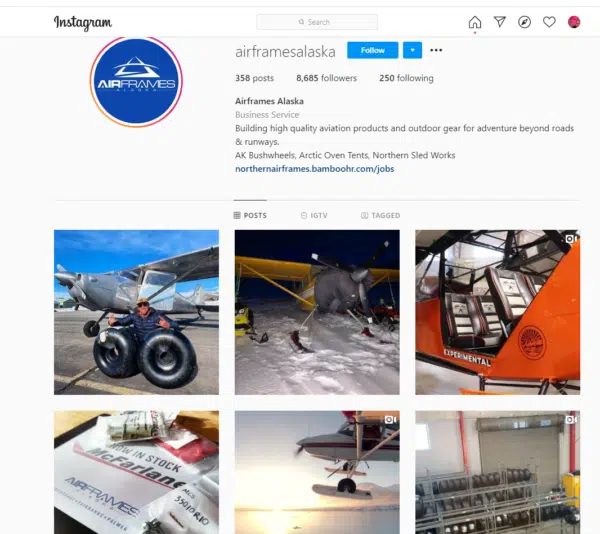 Instagram
Search
airframesalaska
Follow
358 posts 8,685 followers 250 following
AIRFRAMES
ALASKA
Airframes Alaska
Business Service
Building high quality aviation products and outdoor gear for adventure beyond roads
& runways.
AK Bushwheels, Arctic Oven Tents, Northern Sled Works
northernairframes.bamboohr.com/jobs
POSTS IGTV TAGGED
EXPERIMENTAL
NOW IN STOCK
McFarlane
AIRFRAMES